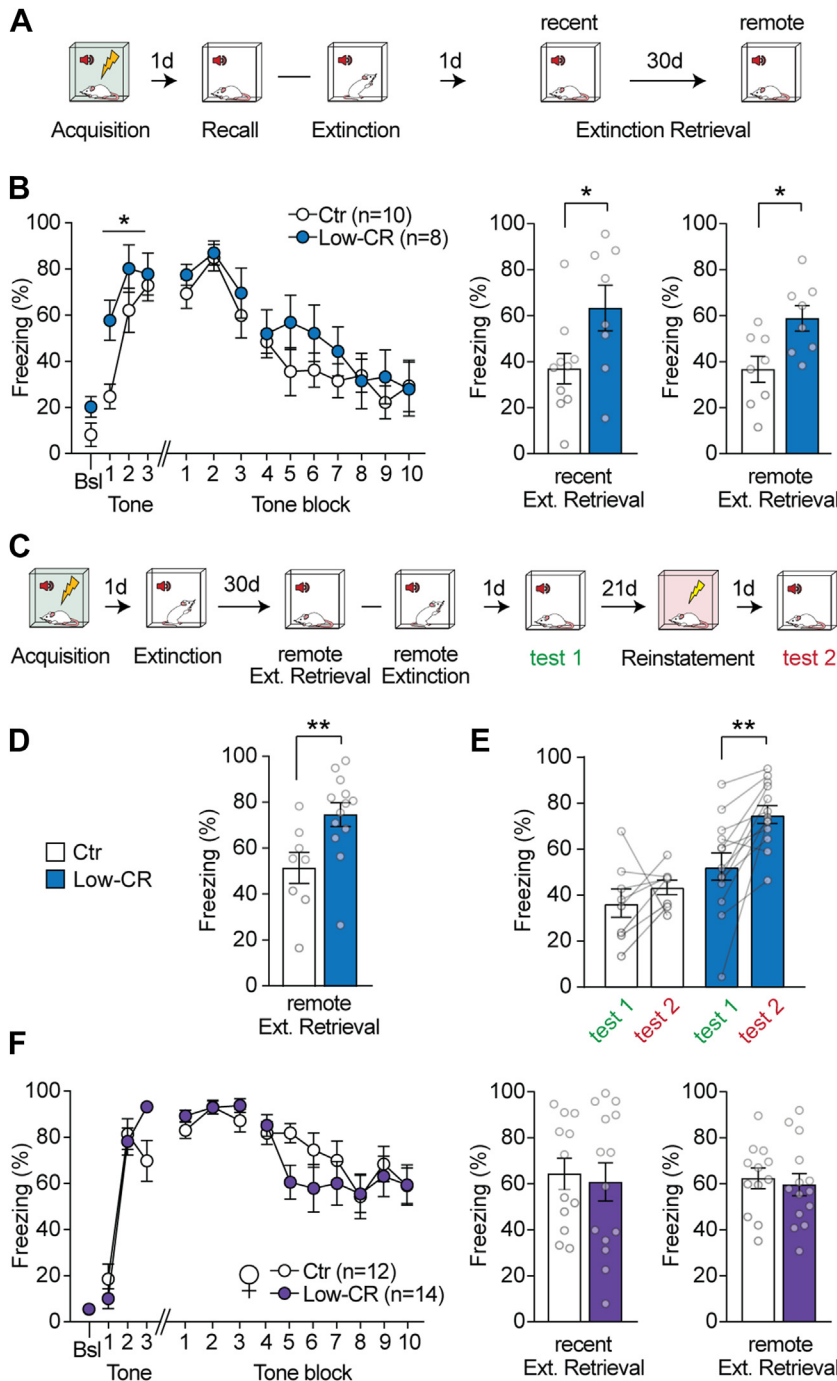 A
recent
remote
1d
1d
30d
Acquisition
Recall
Extinction
Extinction Retrieval
B
Ctr (n=10)
Low-CR (n=8)
*
*
*
Freezing (%)
100
80
60
40
20
0
Bsl
1 2 3
1 2 3 4 5 6 7 8 9 10
Tone
Tone block
Freezing (%)
100
80
60
40
20
0
recent
Ext. Retrieval
Freezing (%)
100
80
60
40
20
0
remote
Ext. Retrieval
C
1d
30d
1d
21d
1d
Acquisition
Extinction
remote
Ext. Retrieval
remote
Extinction
test 1
Reinstatement
test 2
D
Ctr
Low-CR
**
Freezing (%)
100
80
60
40
20
0
remote
Ext. Retrieval
E
**
Freezing (%)
100
80
60
40
20
0
test 1
test 2
test 1
test 2
F
Freezing (%)
100
80
60
40
20
0
Ctr (n=12)
Low-CR (n=14)
Bsl
1 2 3
1 2 3 4 5 6 7 8 9 10
Tone
Tone block
Freezing (%)
100
80
60
40
20
0
recent
Ext. Retrieval
Freezing (%)
100
80
60
40
20
0
remote
Ext. Retrieval